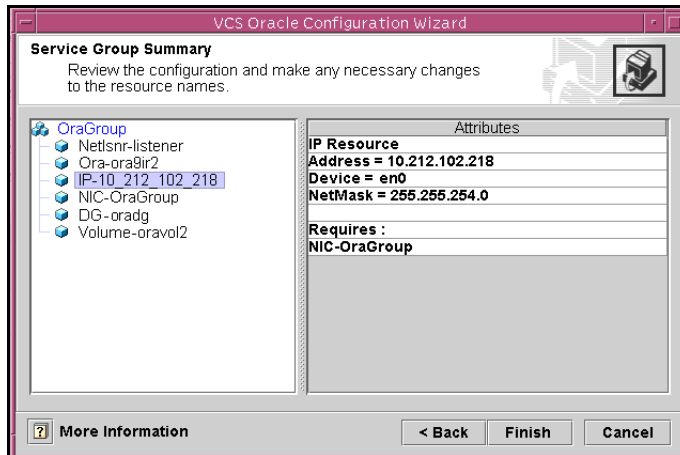 VCS Oracle Configuration Wizard
Service Group Summary
Review the configuration and make any necessary changes
to the resource names.
OraGroup
Netlsnr-listener
Ora-ora9ir2
IP-10_212_102_218
NIC-OraGroup
DG-oradg
Volume-oravol2
Attributes
IP Resource
Address = 10.212.102.218
Device = en0
NetMask = 255.255.254.0
Requires :
NIC-OraGroup
? More Information
< Back
Finish
Cancel